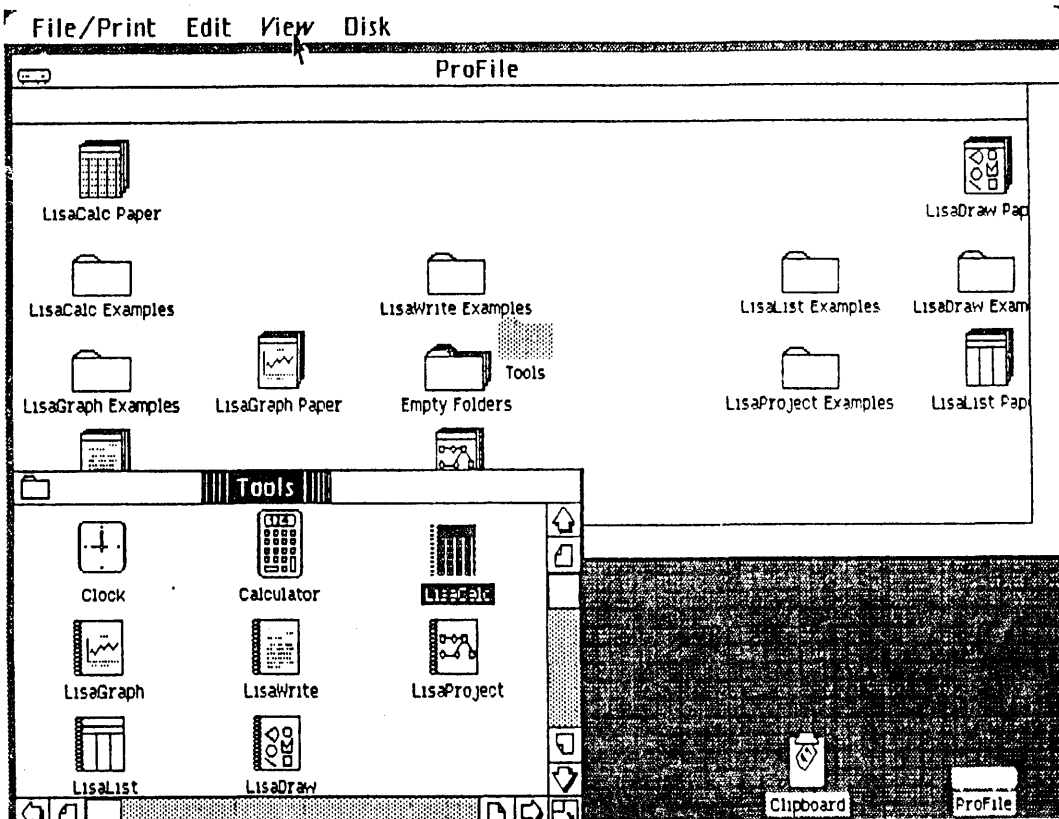 File/Print Edit View Disk
ProFile
LisaCalc Paper
LisaDraw Pap
LisaCalc Examples
LisaWrite Examples
LisaList Examples
LisaDraw Exam
Tools
LisaGraph Examples
LisaGraph Paper
Empty Folders
LisaProject Examples
LisaList Pap
Tools
Clock
Calculator
LisaCalc
LisaGraph
LisaWrite
LisaProject
LisaList
LisaDraw
Clipboard
ProFile